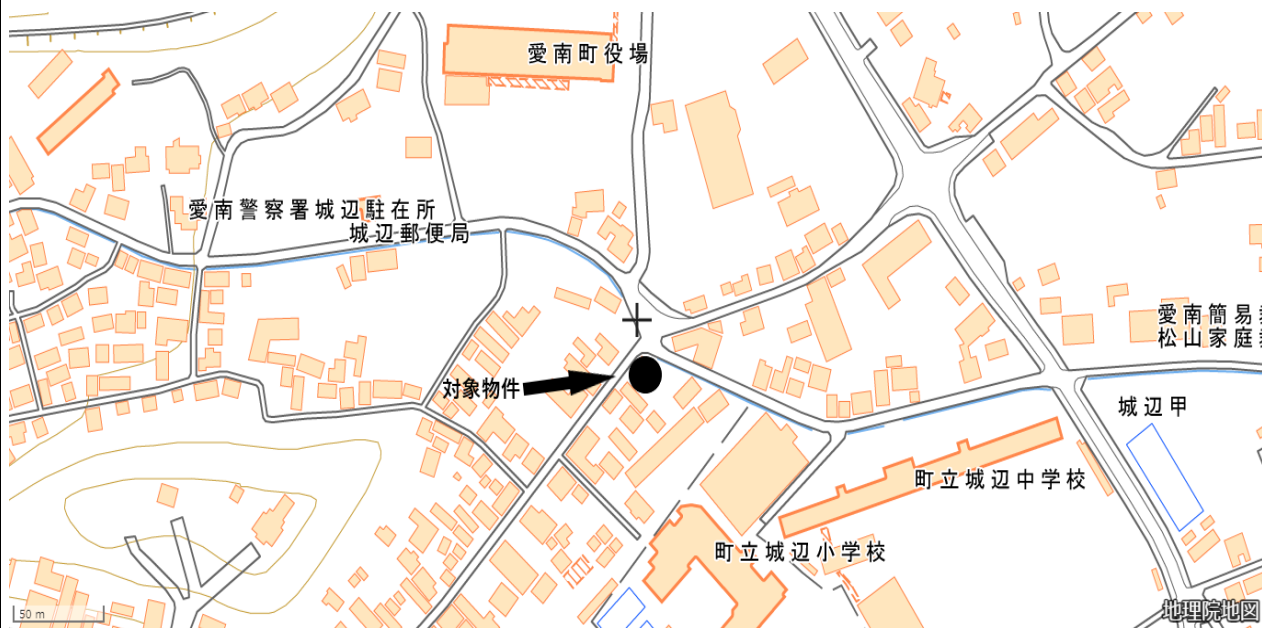 愛南町役場
愛南警察署城辺駐在所
城辺郵便局
愛南簡易
松山家庭
対象物件
城辺甲
町立城辺中学校
町立城辺小学校
50 m
地理院地図